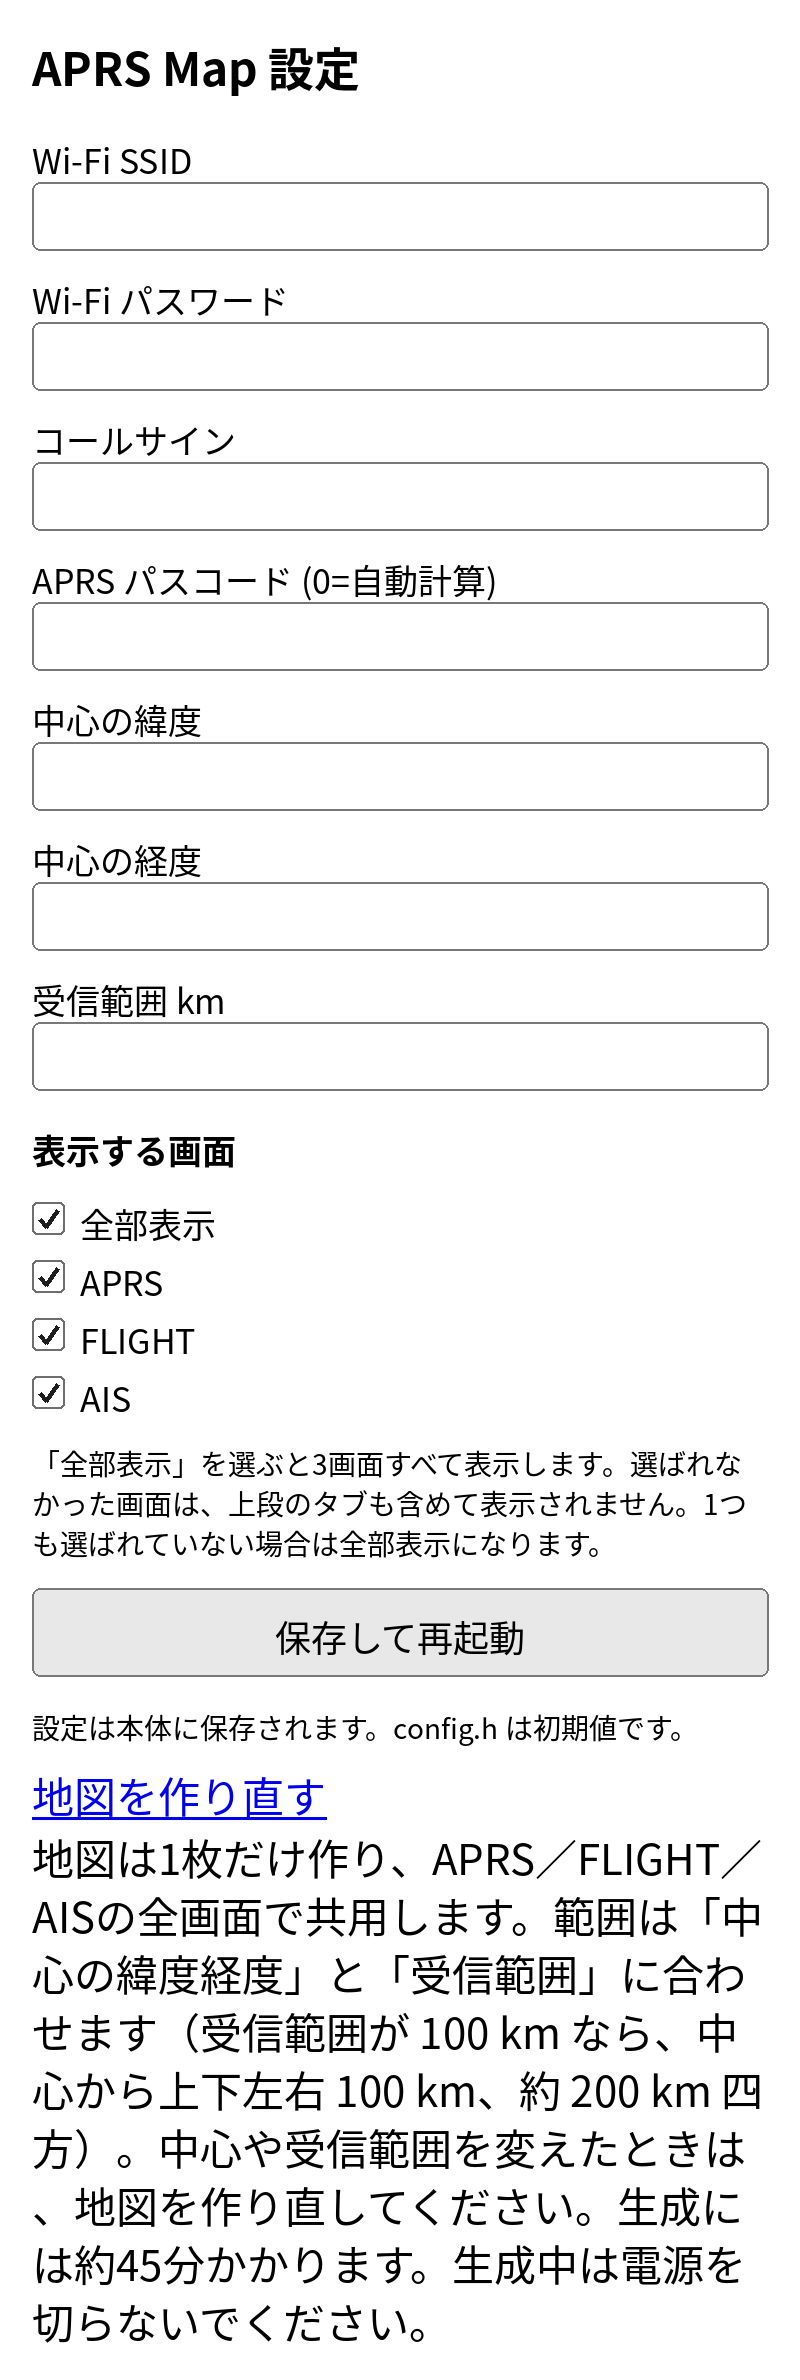 APRS Map 設定
Wi-Fi SSID
Wi-Fi パスワード
コールサイン
APRS パスコード (0=自動計算)
中心の緯度
中心の経度
受信範囲 km
表示する画面
全部表示
APRS
FLIGHT
AIS
「全部表示」を選ぶと3画面すべて表示します。選ばれな
かった画面は、上段のタブも含めて表示されません。1つ
も選ばれていない場合は全部表示になります。
保存して再起動
設定は本体に保存されます。config.h は初期値です。
地図を作り直す
地図は1枚だけ作り、APRS／FLIGHT／
AISの全画面で共用します。範囲は「中
心の緯度経度」と「受信範囲」に合わ
せます（受信範囲が 100 km なら、中
心から上下左右 100 km、約 200 km 四
方）。中心や受信範囲を変えたときは
、地図を作り直してください。生成に
は約45分かかります。生成中は電源を
切らないでください。